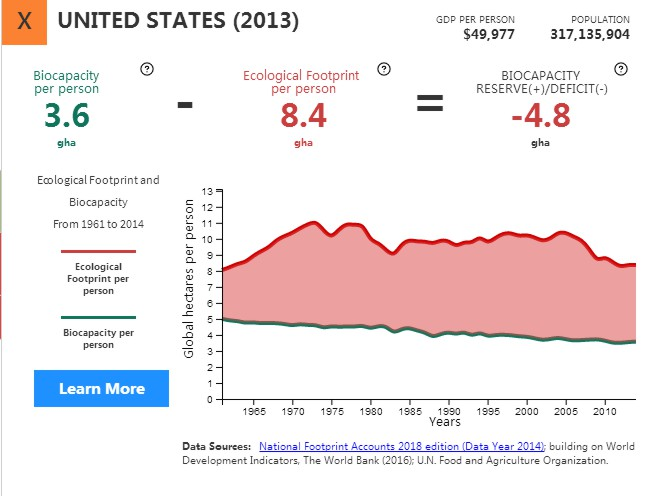 X
UNITED STATES (2013)
GDP PER PERSON
$49,977
POPULATION
317,135,904
Biocapacity
per person
3.6
gha
?
-
Ecological Footprint
per person
8.4
gha
?
=
BIOCAPACITY
RESERVE(+)/DEFICIT(-)
-4.8
gha
?
Ecological Footprint and
Biocapacity
From 1961 to 2014
Ecological
Footprint per
person
Biocapacity per
person
Learn More
Global hectares per person
13
12
11
10
9
8
7
6
5
4
3
2
1
0
1965 1970 1975 1980 1985 1990 1995 2000 2005 2010
Years
Data Sources: National Footprint Accounts 2018 edition (Data Year 2014); building on World
Development Indicators, The World Bank (2016); U.N. Food and Agriculture Organization.